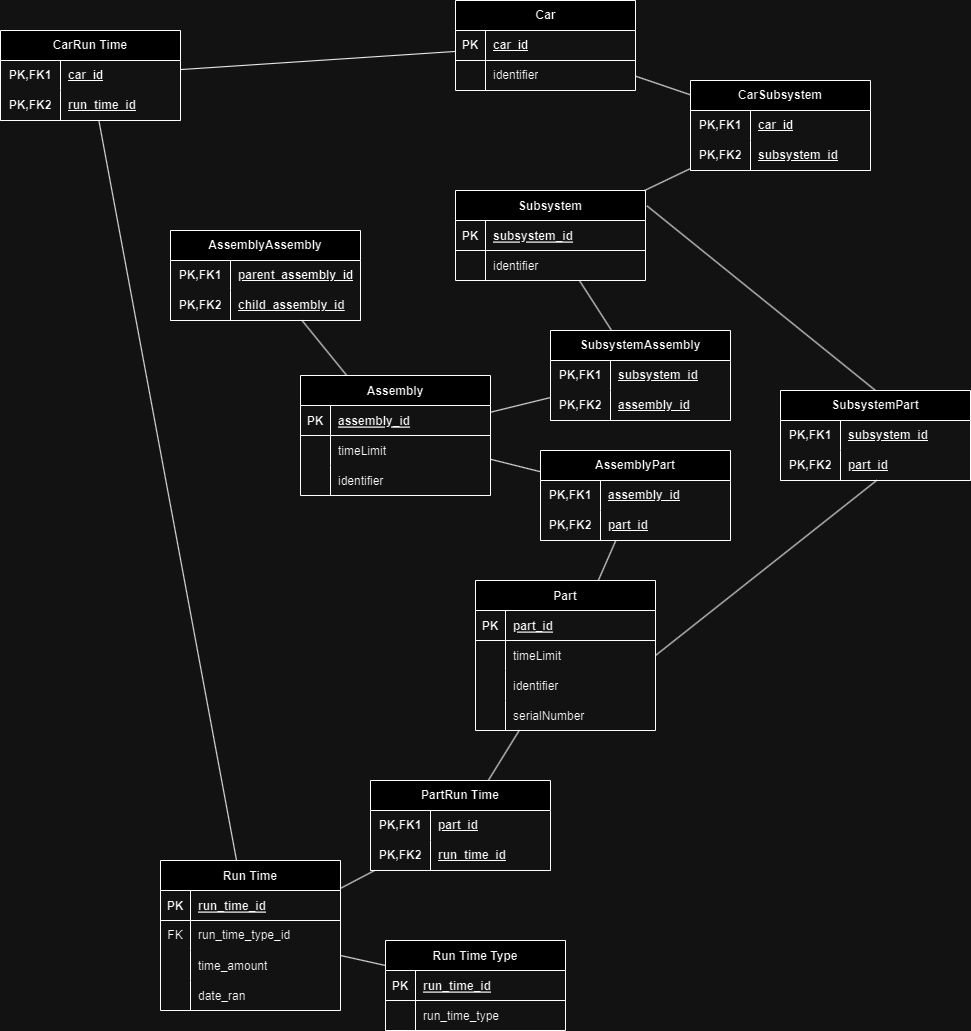 Car
PK car_id
identifier
CarRun Time
PK,FK1 car_id
PK,FK2 run_time_id
CarSubsystem
PK,FK1 car_id
PK,FK2 subsystem_id
Subsystem
PK subsystem_id
identifier
AssemblyAssembly
PK,FK1 parent_assembly_id
PK,FK2 child_assembly_id
SubsystemAssembly
PK,FK1 subsystem_id
PK,FK2 assembly_id
Assembly
PK assembly_id
timeLimit
identifier
SubsystemPart
PK,FK1 subsystem_id
PK,FK2 part_id
AssemblyPart
PK,FK1 assembly_id
PK,FK2 part_id
Part
PK part_id
timeLimit
identifier
serialNumber
PartRun Time
PK,FK1 part_id
PK,FK2 run_time_id
Run Time
PK run_time_id
FK run_time_type_id
time_amount
date_ran
Run Time Type
PK run_time_id
run_time_type